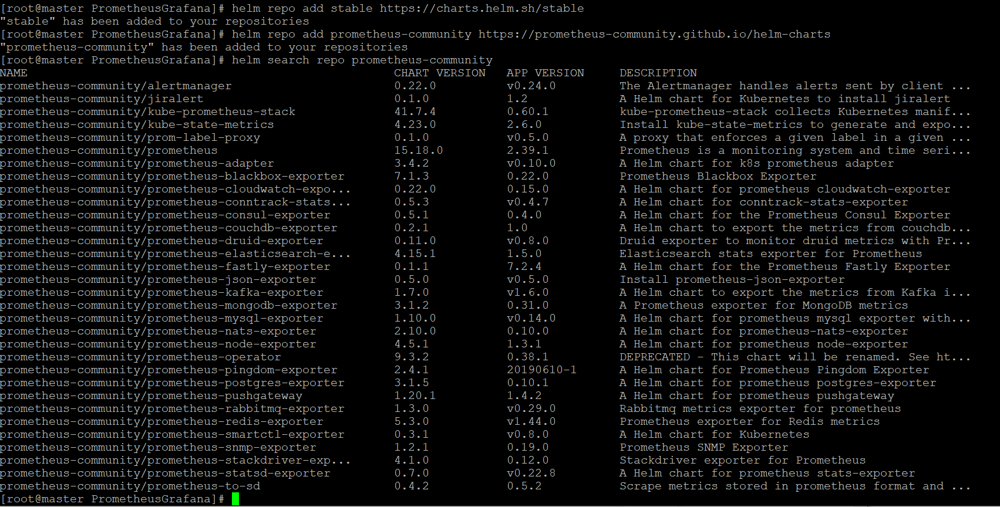 [root@master PrometheusGrafana]# helm repo add stable https://charts.helm.sh/stable
"stable" has been added to your repositories
[root@master PrometheusGrafana]# helm repo add prometheus-community https://prometheus-community.github.io/helm-charts
"prometheus-community" has been added to your repositories
[root@master PrometheusGrafana]# helm search repo prometheus-community
NAME CHART VERSION APP VERSION DESCRIPTION
prometheus-community/alertmanager 0.22.0 v0.24.0 The Alertmanager handles alerts sent by client ...
prometheus-community/jiralert 0.1.0 1.2 A Helm chart for Kubernetes to install jiralert
prometheus-community/kube-prometheus-stack 41.7.4 0.60.1 kube-prometheus-stack collects Kubernetes manif...
prometheus-community/kube-state-metrics 4.23.0 2.6.0 Install kube-state-metrics to generate and expo...
prometheus-community/prom-label-proxy 0.1.0 v0.5.0 A proxy that enforces a given label in a given ...
prometheus-community/prometheus 15.18.0 2.39.1 Prometheus is a monitoring system and time seri...
prometheus-community/prometheus-adapter 3.4.2 v0.10.0 A Helm chart for k8s prometheus adapter
prometheus-community/prometheus-blackbox-exporter 7.1.3 0.22.0 Prometheus Blackbox Exporter
prometheus-community/prometheus-cloudwatch-expo... 0.22.0 0.15.0 A Helm chart for prometheus cloudwatch-exporter
prometheus-community/prometheus-conntrack-stats... 0.5.3 v0.4.7 A Helm chart for conntrack-stats-exporter
prometheus-community/prometheus-consul-exporter 0.5.1 0.4.0 A Helm chart for the Prometheus Consul Exporter
prometheus-community/prometheus-couchdb-exporter 0.2.1 1.0 A Helm chart to export the metrics from couchdb...
prometheus-community/prometheus-druid-exporter 0.11.0 v0.8.0 Druid exporter to monitor druid metrics with Pr...
prometheus-community/prometheus-elasticsearch-e... 4.15.1 1.5.0 Elasticsearch stats exporter for Prometheus
prometheus-community/prometheus-fastly-exporter 0.1.1 7.2.4 A Helm chart for the Prometheus Fastly Exporter
prometheus-community/prometheus-json-exporter 0.5.0 v0.5.0 Install prometheus-json-exporter
prometheus-community/prometheus-kafka-exporter 1.7.0 v1.6.0 A Helm chart to export the metrics from Kafka i...
prometheus-community/prometheus-mongodb-exporter 3.1.2 0.31.0 A Prometheus exporter for MongoDB metrics
prometheus-community/prometheus-mysql-exporter 1.10.0 v0.14.0 A Helm chart for prometheus mysql exporter with...
prometheus-community/prometheus-nats-exporter 2.10.0 0.10.0 A Helm chart for prometheus-nats-exporter
prometheus-community/prometheus-node-exporter 4.5.1 1.3.1 A Helm chart for prometheus node-exporter
prometheus-community/prometheus-operator 9.3.2 0.38.1 DEPRECATED - This chart will be renamed. See ht...
prometheus-community/prometheus-pingdom-exporter 2.4.1 20190610-1 A Helm chart for Prometheus Pingdom Exporter
prometheus-community/prometheus-postgres-exporter 3.1.5 0.10.1 A Helm chart for prometheus postgres-exporter
prometheus-community/prometheus-pushgateway 1.20.1 1.4.2 A Helm chart for prometheus pushgateway
prometheus-community/prometheus-rabbitmq-exporter 1.3.0 v0.29.0 Rabbitmq metrics exporter for prometheus
prometheus-community/prometheus-redis-exporter 5.3.0 v1.44.0 Prometheus exporter for Redis metrics
prometheus-community/prometheus-smartctl-exporter 0.3.1 v0.8.0 A Helm chart for Kubernetes
prometheus-community/prometheus-snmp-exporter 1.2.1 0.19.0 Prometheus SNMP Exporter
prometheus-community/prometheus-stackdriver-exp... 4.1.0 0.12.0 Stackdriver exporter for Prometheus
prometheus-community/prometheus-statsd-exporter 0.7.0 v0.22.8 A Helm chart for prometheus stats-exporter
prometheus-community/prometheus-to-sd 0.4.2 0.5.2 Scrape metrics stored in prometheus format and ...
[root@master PrometheusGrafana]#